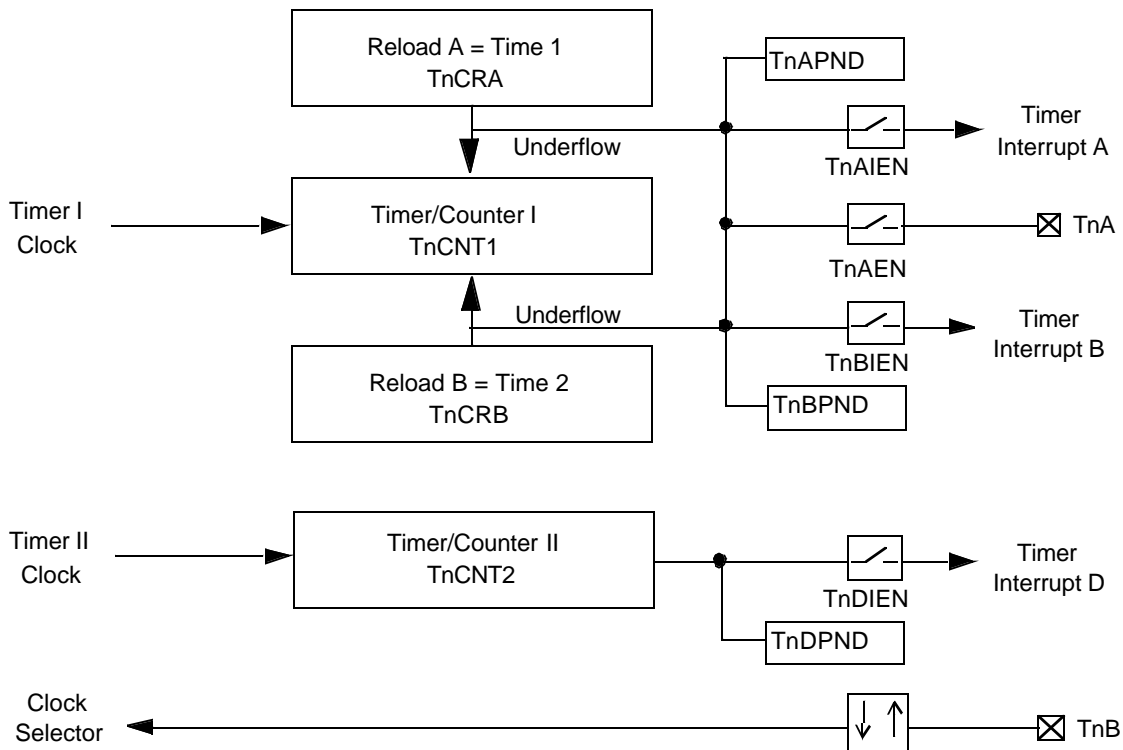 Reload A = Time 1
TnCRA
TnAPND
Underflow
TnAIEN
Timer
Interrupt A
Timer I
Clock
Timer/Counter I
TnCNT1
TnAEN
TnA
Underflow
TnBIEN
Timer
Interrupt B
Reload B = Time 2
TnCRB
TnBPND
Timer II
Clock
Timer/Counter II
TnCNT2
TnDIEN
Timer
Interrupt D
TnDPND
Clock
Selector
TnB